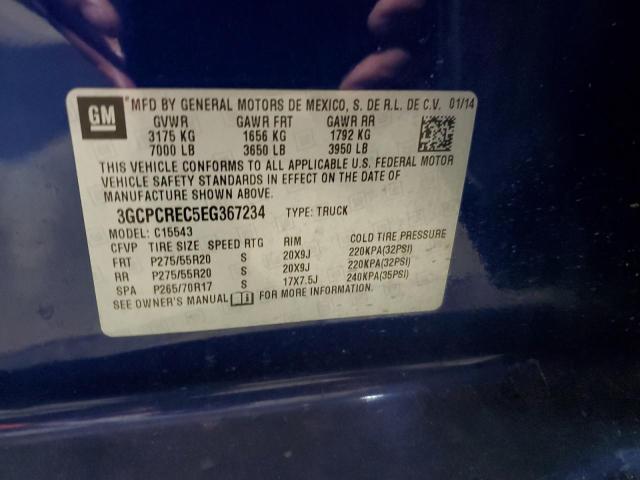 GM
® MFD BY GENERAL MOTORS DE MEXICO, S. DE R.L. DE C.V. 01/14
GVWR GAWR FRT GAWR RR
3175 KG 1656 KG 1792 KG
7000 LB 3650 LB 3950 LB
THIS VEHICLE CONFORMS TO ALL APPLICABLE U.S. FEDERAL MOTOR
VEHICLE SAFETY STANDARDS IN EFFECT ON THE DATE OF
MANUFACTURE SHOWN ABOVE.
3GCPCREC5EG367234 TYPE: TRUCK
MODEL: C15543
CFVP TIRE SIZE SPEED RTG RIM COLD TIRE PRESSURE
FRT P275/55R20 S 20X9J 220KPA(32PSI)
RR P275/55R20 S 20X9J 220KPA(32PSI)
SPA P265/70R17 S 17X7.5J 240KPA(35PSI)
SEE OWNER'S MANUAL FOR MORE INFORMATION.